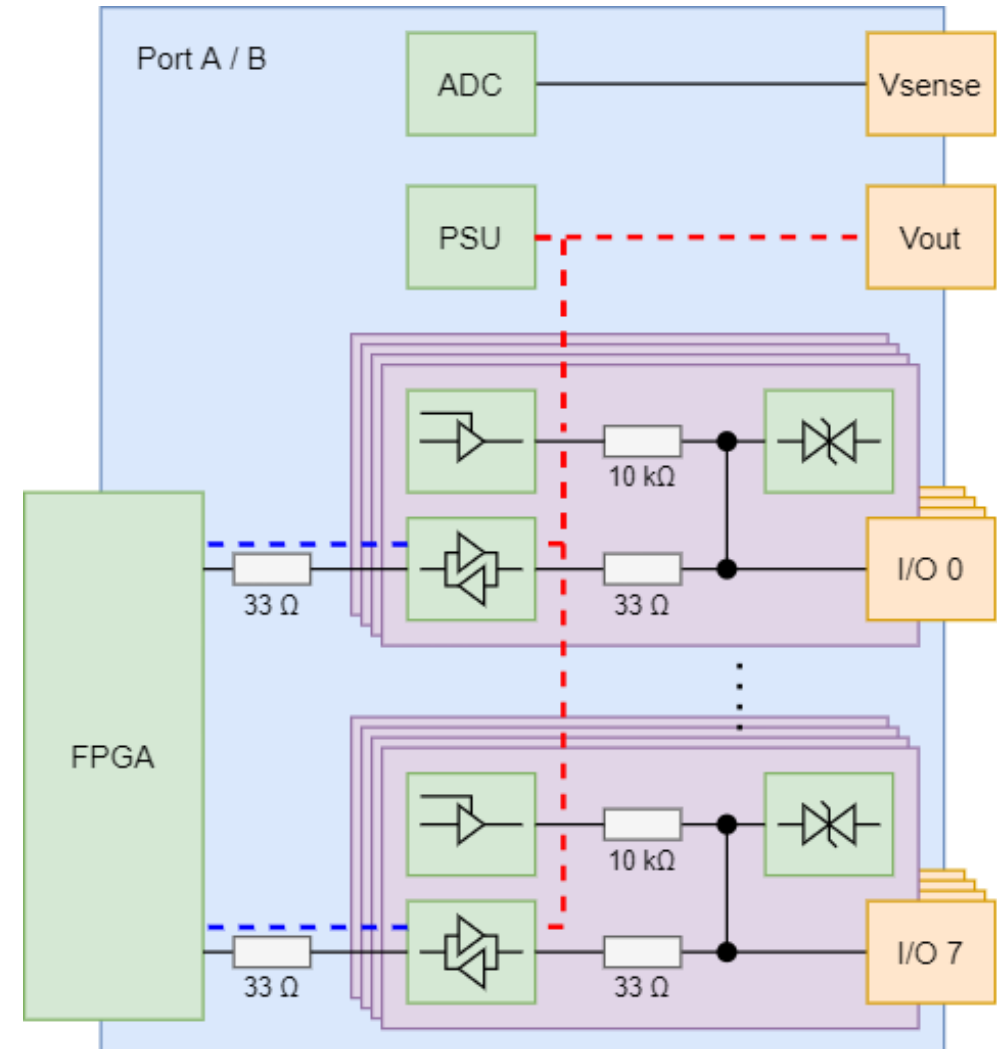 Port A / B
ADC
Vsense
PSU
Vout
10 kΩ
33 Ω
33 Ω
I/O 0
FPGA
10 kΩ
33 Ω
33 Ω
I/O 7